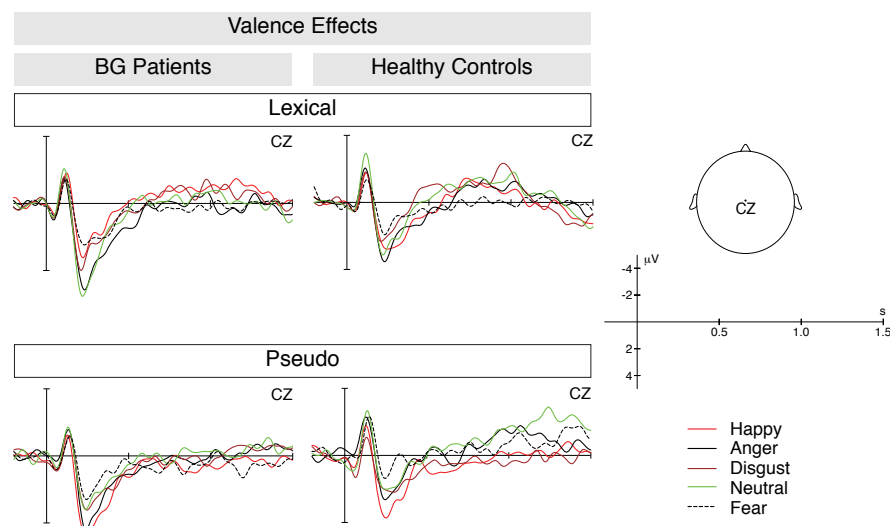 Valence Effects
BG Patients
Healthy Controls
Lexical
CZ
CZ
CZ
-4
μV
-2
s
0.5
1.0
1.5
2
4
Pseudo
CZ
CZ
Happy
Anger
Disgust
Neutral
Fear